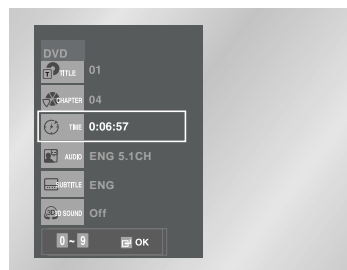 DVD
T TITLE 01
CHAPTER 04
TIME 0:06:57
AUDIO ENG 5.1CH
SUBTITLE ENG
3D 3D SOUND Off
0 ~ 9 OK